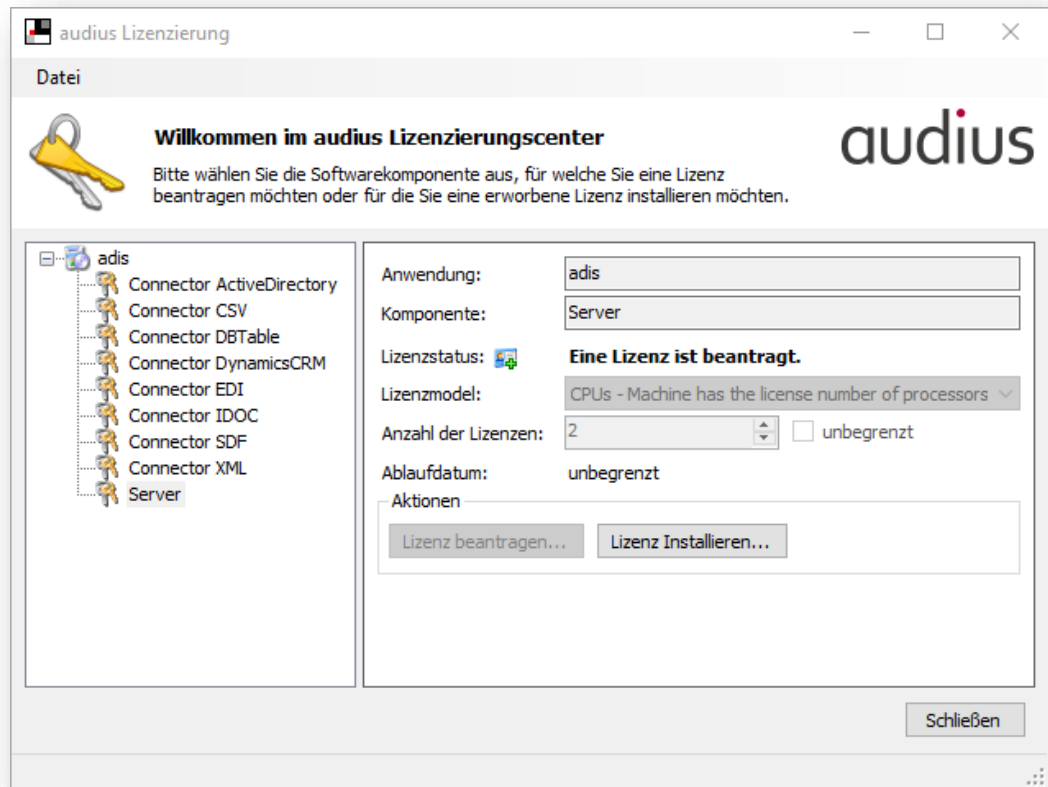 audius Lizenzierung
Datei
Willkommen im audius Lizenzierungscenter
Bitte wählen Sie die Softwarekomponente aus, für welche Sie eine Lizenz
beantragen möchten oder für die Sie eine erworbene Lizenz installieren möchten.
audius
adis
Connector ActiveDirectory
Connector CSV
Connector DBTable
Connector DynamicsCRM
Connector EDI
Connector IDOC
Connector SDF
Connector XML
Server
Anwendung: adis
Komponente: Server
Lizenzstatus: Eine Lizenz ist beantragt.
Lizenzmodel: CPUs - Machine has the license number of processors
Anzahl der Lizenzen: 2 unbegrenzt
Ablaufdatum: unbegrenzt
Aktionen
Lizenz beantragen... Lizenz Installieren...
Schließen